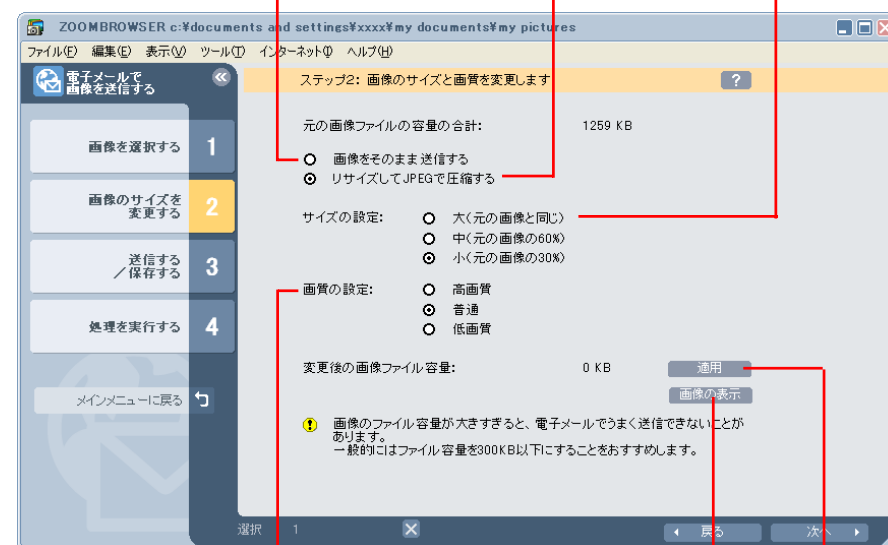 ZOOMBROWSER c:¥documents and settings¥xxxx¥my documents¥my pictures
ファイル(F) 編集(E) 表示(V) ツール(T) インターネット(I) ヘルプ(H)
電子メールで
画像を送信する
«
ステップ2: 画像のサイズと画質を変更します
?
画像を選択する 1
画像のサイズを
変更する 2
送信する
/保存する 3
処理を実行する 4
メインメニューに戻る
元の画像ファイルの容量の合計: 1259 KB
画像をそのまま送信する
リサイズしてJPEGで圧縮する
サイズの設定: 大(元の画像と同じ)
中(元の画像の60%)
小(元の画像の30%)
画質の設定: 高画質
普通
低画質
変更後の画像ファイル容量: 0 KB 適用
画像の表示
画像のファイル容量が大きすぎると、電子メールでうまく送信できないことが
あります。
一般的にはファイル容量を300KB以下にすることをおすすめします。
選択 1 戻る 次へ